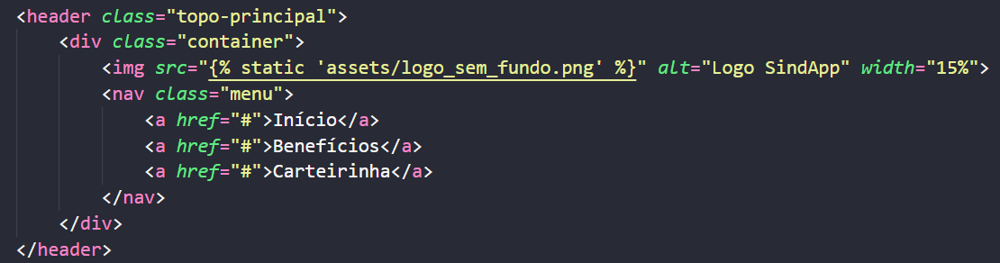 <header class="topo-principal">
<div class="container">
<img src="{% static 'assets/logo_sem_fundo.png' %}" alt="Logo SindApp" width="15%">
<nav class="menu">
<a href="#">Início</a>
<a href="#">Benefícios</a>
<a href="#">Carteirinha</a>
</nav>
</div>
</header>